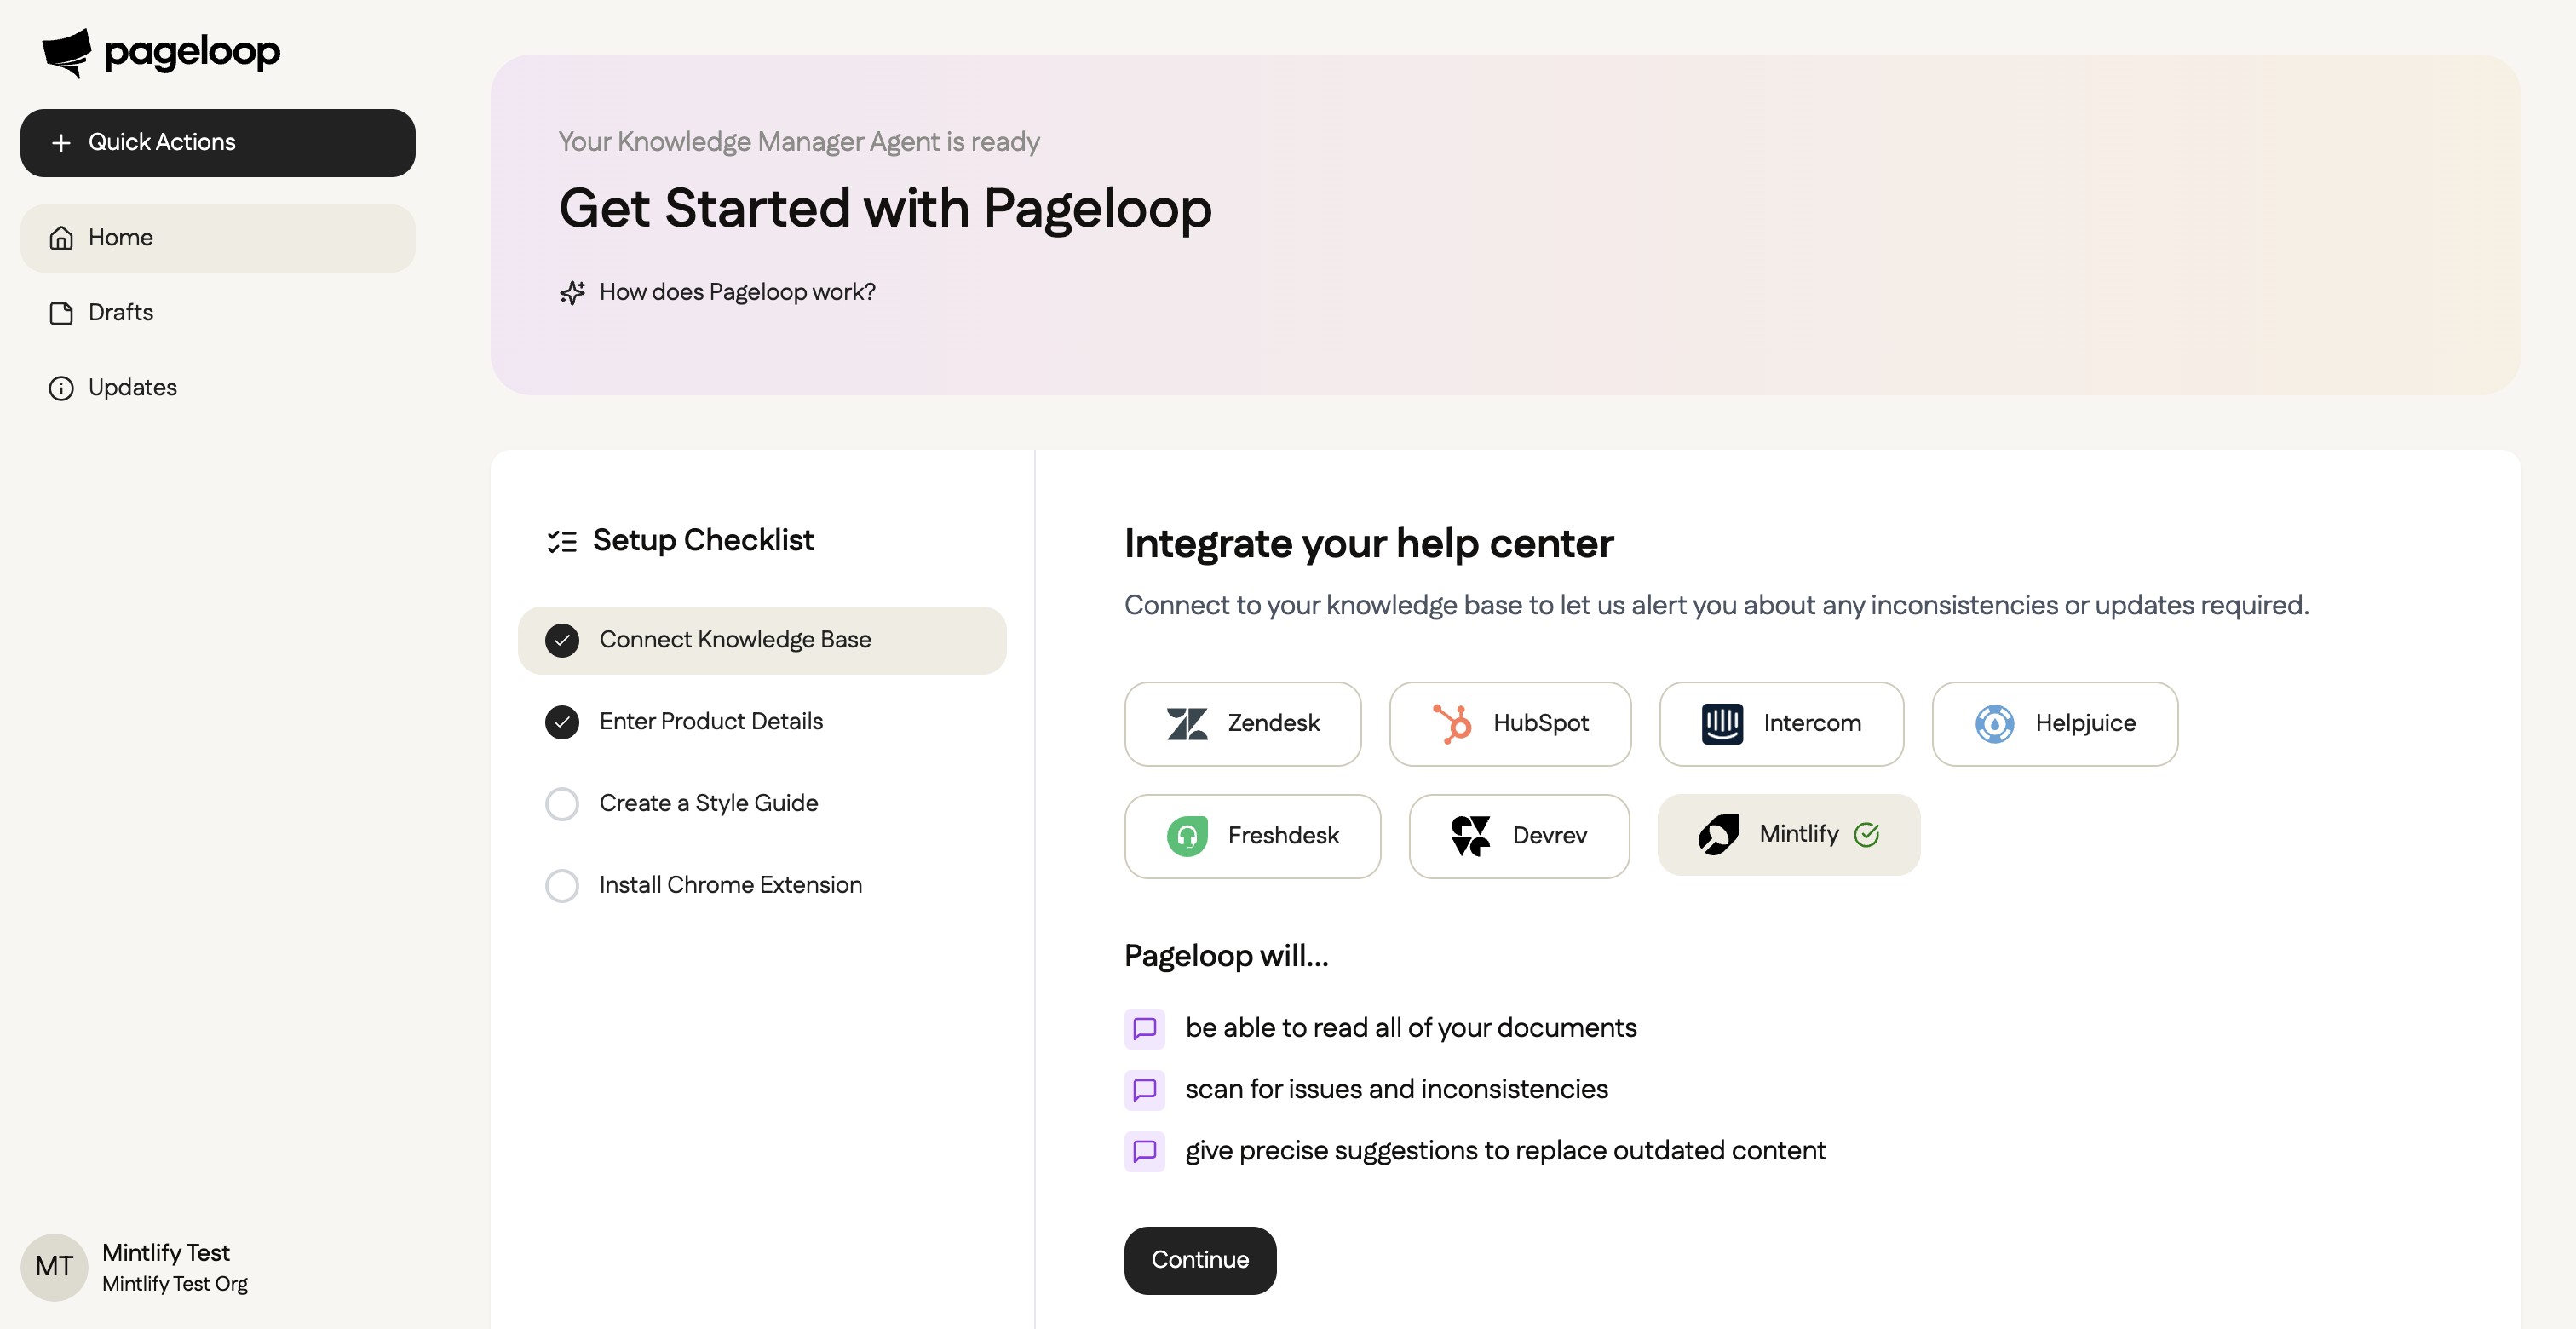 pageloop
Quick Actions
Home
Drafts
Updates
Your Knowledge Manager Agent is ready
Get Started with Pageloop
How does Pageloop work?
Setup Checklist
Connect Knowledge Base
Enter Product Details
Create a Style Guide
Install Chrome Extension
Integrate your help center
Connect to your knowledge base to let us alert you about any inconsistencies or updates required.
Zendesk HubSpot Intercom Helpjuice
Freshdesk Devrev Mintlify
Pageloop will...
be able to read all of your documents
scan for issues and inconsistencies
give precise suggestions to replace outdated content
Continue
MT
Mintlify Test
Mintlify Test Org